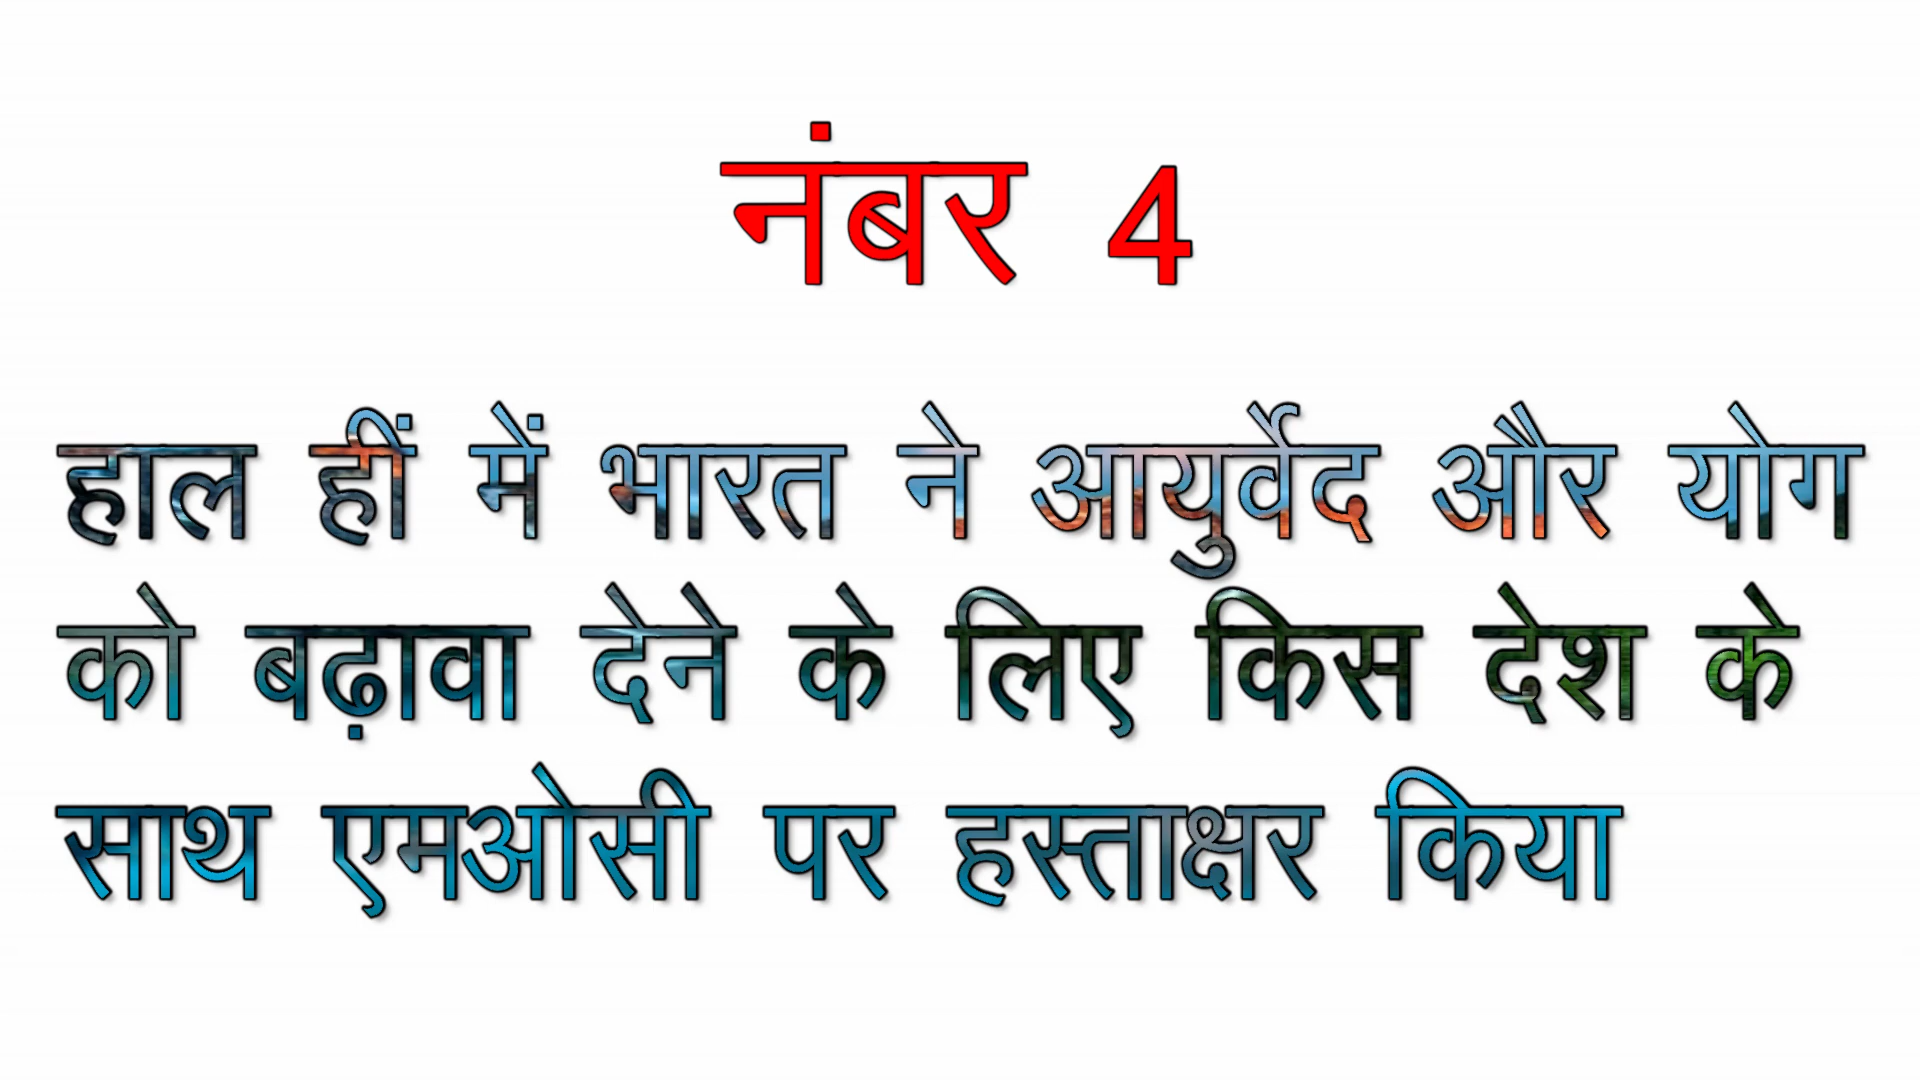 नंबर 4
हाल हीं में भारत ने आयुर्वेद और योग
को बढ़ावा देने के लिए किस देश के
साथ एमओसी पर हस्ताक्षर किया